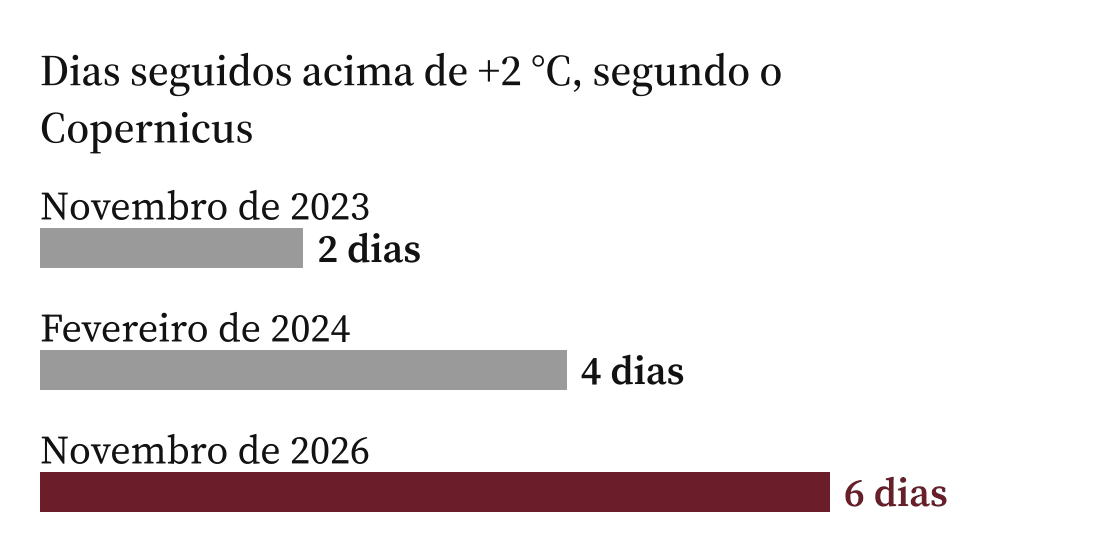 Dias seguidos acima de +2 °C, segundo o
Copernicus
Novembro de 2023
2 dias
Fevereiro de 2024
4 dias
Novembro de 2026
6 dias